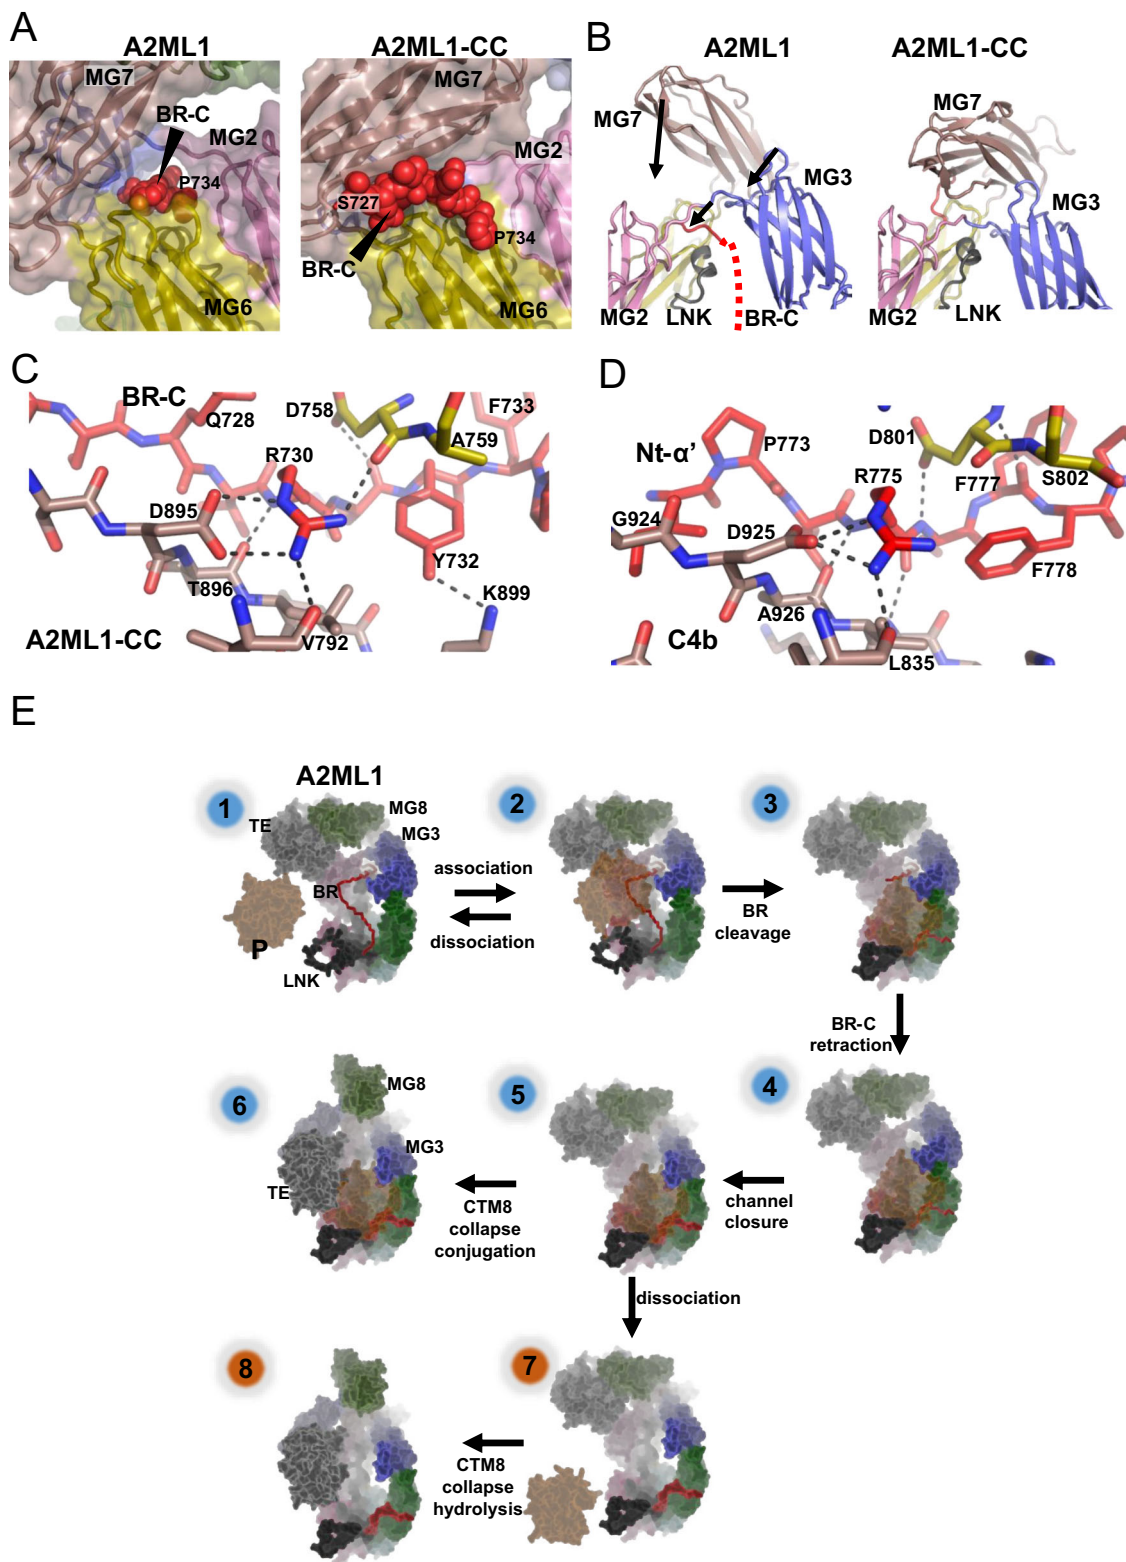 A
A2ML1
A2ML1-CC
MG7
BR-C
MG2
P734
MG6
MG7
MG2
S727
P734
BR-C
B
A2ML1
A2ML1-CC
MG7
MG3
MG2
LNK
BR-C
MG7
MG3
MG2
LNK
C
BR-C
Q728
D758
F733
A759
R730
D895
Y732
T896
K899
V792
A2ML1-CC
D
Nt-α’
P773
D801
R775
S802
F777
G924
D925
F778
A926
L835
C4b
E
A2ML1
1
TE
MG8
MG3
BR
P
LNK
association
dissociation
2
BR
cleavage
3
BR-C
retraction
4
channel
closure
5
CTM8
collapse
conjugation
6
MG8
MG3
TE
dissociation
7
CTM8
collapse
hydrolysis
8